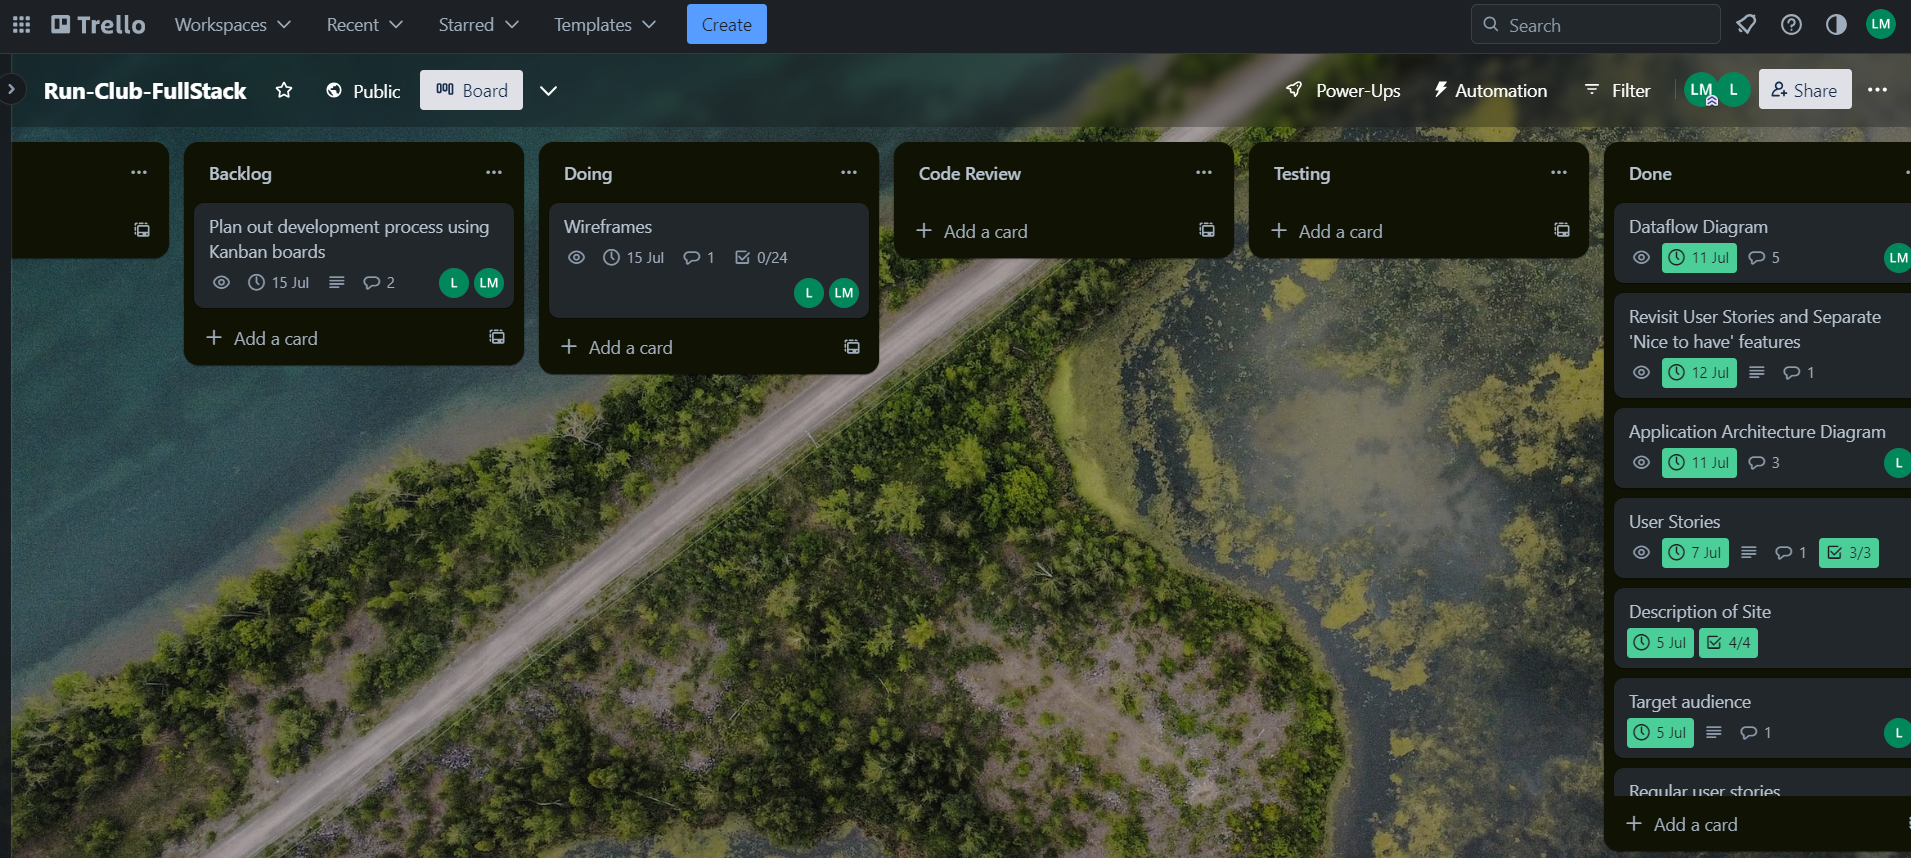 Trello
Workspaces
Recent
Starred
Templates
Create
Search
LM
Run-Club-FullStack
Public
Board
Power-Ups
Automation
Filter
LM
L
Share
Backlog
Plan out development process using
Kanban boards
15 Jul
2
L
LM
Add a card
Doing
Wireframes
15 Jul
1
0/24
L
LM
Add a card
Code Review
Add a card
Testing
Add a card
Done
Dataflow Diagram
11 Jul
5
LM
Revisit User Stories and Separate
'Nice to have' features
12 Jul
1
Application Architecture Diagram
11 Jul
3
L
User Stories
7 Jul
1
3/3
Description of Site
5 Jul
4/4
Target audience
5 Jul
1
L
Regular user stories
Add a card